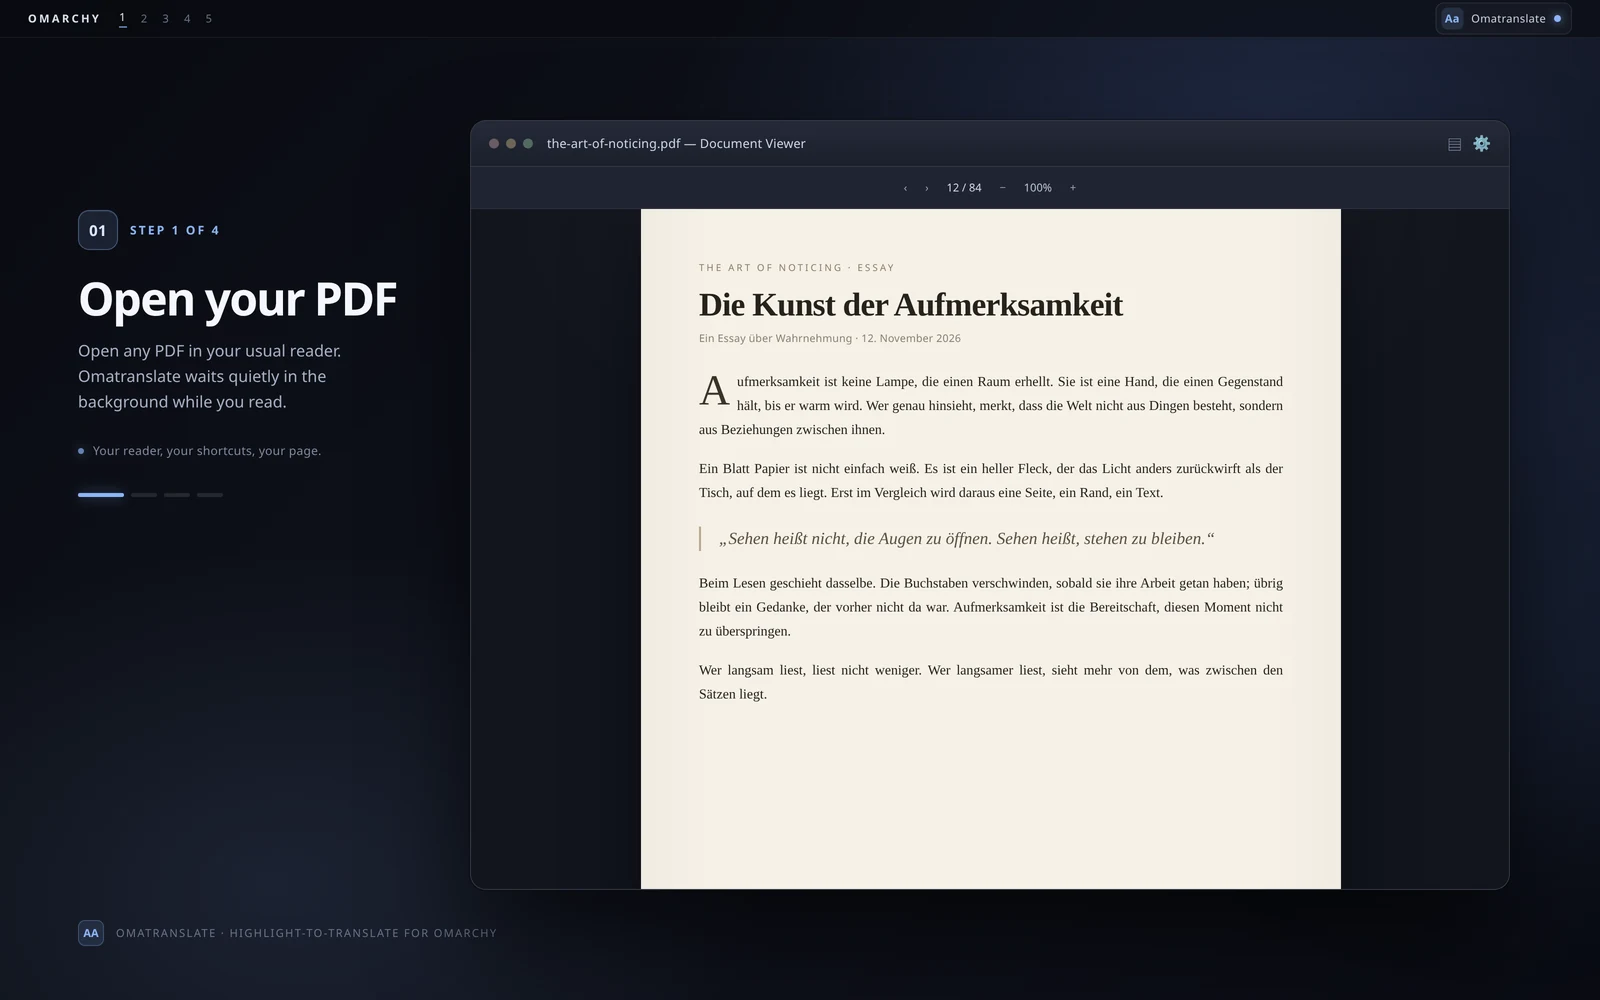 OMARCHY 1 2 3 4 5
Aa Omatranslate
01 STEP 1 OF 4
Open your PDF
Open any PDF in your usual reader.
Omatranslate waits quietly in the
background while you read.
Your reader, your shortcuts, your page.
the-art-of-noticing.pdf — Document Viewer
‹ › 12 / 84 − 100% +
THE ART OF NOTICING · ESSAY
Die Kunst der Aufmerksamkeit
Ein Essay über Wahrnehmung · 12. November 2026
Aufmerksamkeit ist keine Lampe, die einen Raum erhellt. Sie ist eine Hand, die einen Gegenstand
hält, bis er warm wird. Wer genau hinsieht, merkt, dass die Welt nicht aus Dingen besteht, sondern
aus Beziehungen zwischen ihnen.
Ein Blatt Papier ist nicht einfach weiß. Es ist ein heller Fleck, der das Licht anders zurückwirft als der
Tisch, auf dem es liegt. Erst im Vergleich wird daraus eine Seite, ein Rand, ein Text.
„Sehen heißt nicht, die Augen zu öffnen. Sehen heißt, stehen zu bleiben.“
Beim Lesen geschieht dasselbe. Die Buchstaben verschwinden, sobald sie ihre Arbeit getan haben; übrig
bleibt ein Gedanke, der vorher nicht da war. Aufmerksamkeit ist die Bereitschaft, diesen Moment nicht
zu überspringen.
Wer langsam liest, liest nicht weniger. Wer langsamer liest, sieht mehr von dem, was zwischen den
Sätzen liegt.
AA OMATRANSLATE · HIGHLIGHT-TO-TRANSLATE FOR OMARCHY